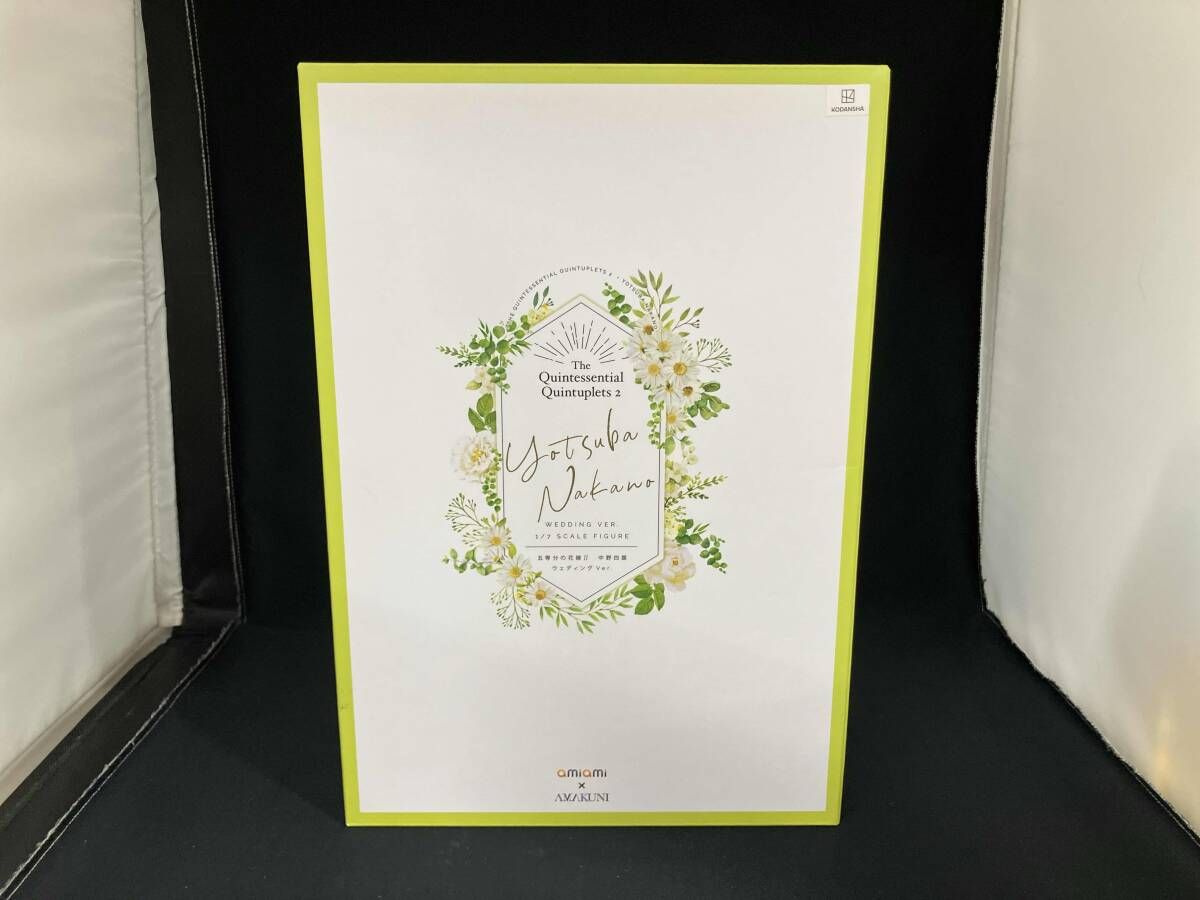 KODANSHA
THE QUINTESSENTIAL QUINTUPLETS 2 • YOTSUBA
The
Quintessential
Quintuplets 2
Yotsuba
Nakano
WEDDING VER.
1/7 SCALE FIGURE
五等分の花嫁∬ 中野四葉
ウェディングVer.
amiami
×
AMAKUNI